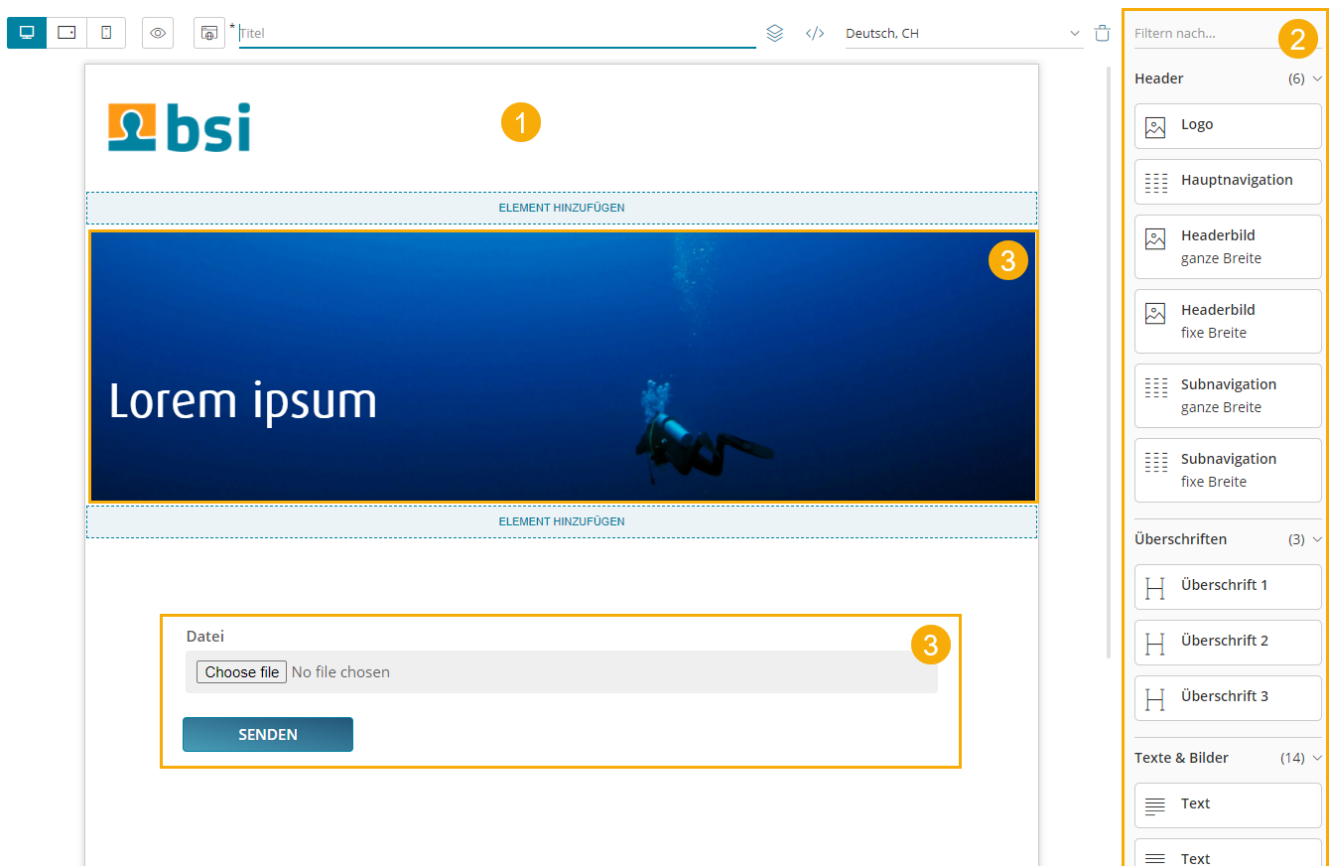 * Titel
</>
Deutsch, CH
bsi
1
ELEMENT HINZUFÜGEN
3
Lorem ipsum
ELEMENT HINZUFÜGEN
Datei
3
Choose file No file chosen
SENDEN
Filtern nach...
2
Header (6)
Logo
Hauptnavigation
Headerbild
ganze Breite
Headerbild
fixe Breite
Subnavigation
ganze Breite
Subnavigation
fixe Breite
Überschriften (3)
Überschrift 1
Überschrift 2
Überschrift 3
Texte & Bilder (14)
Text
Text